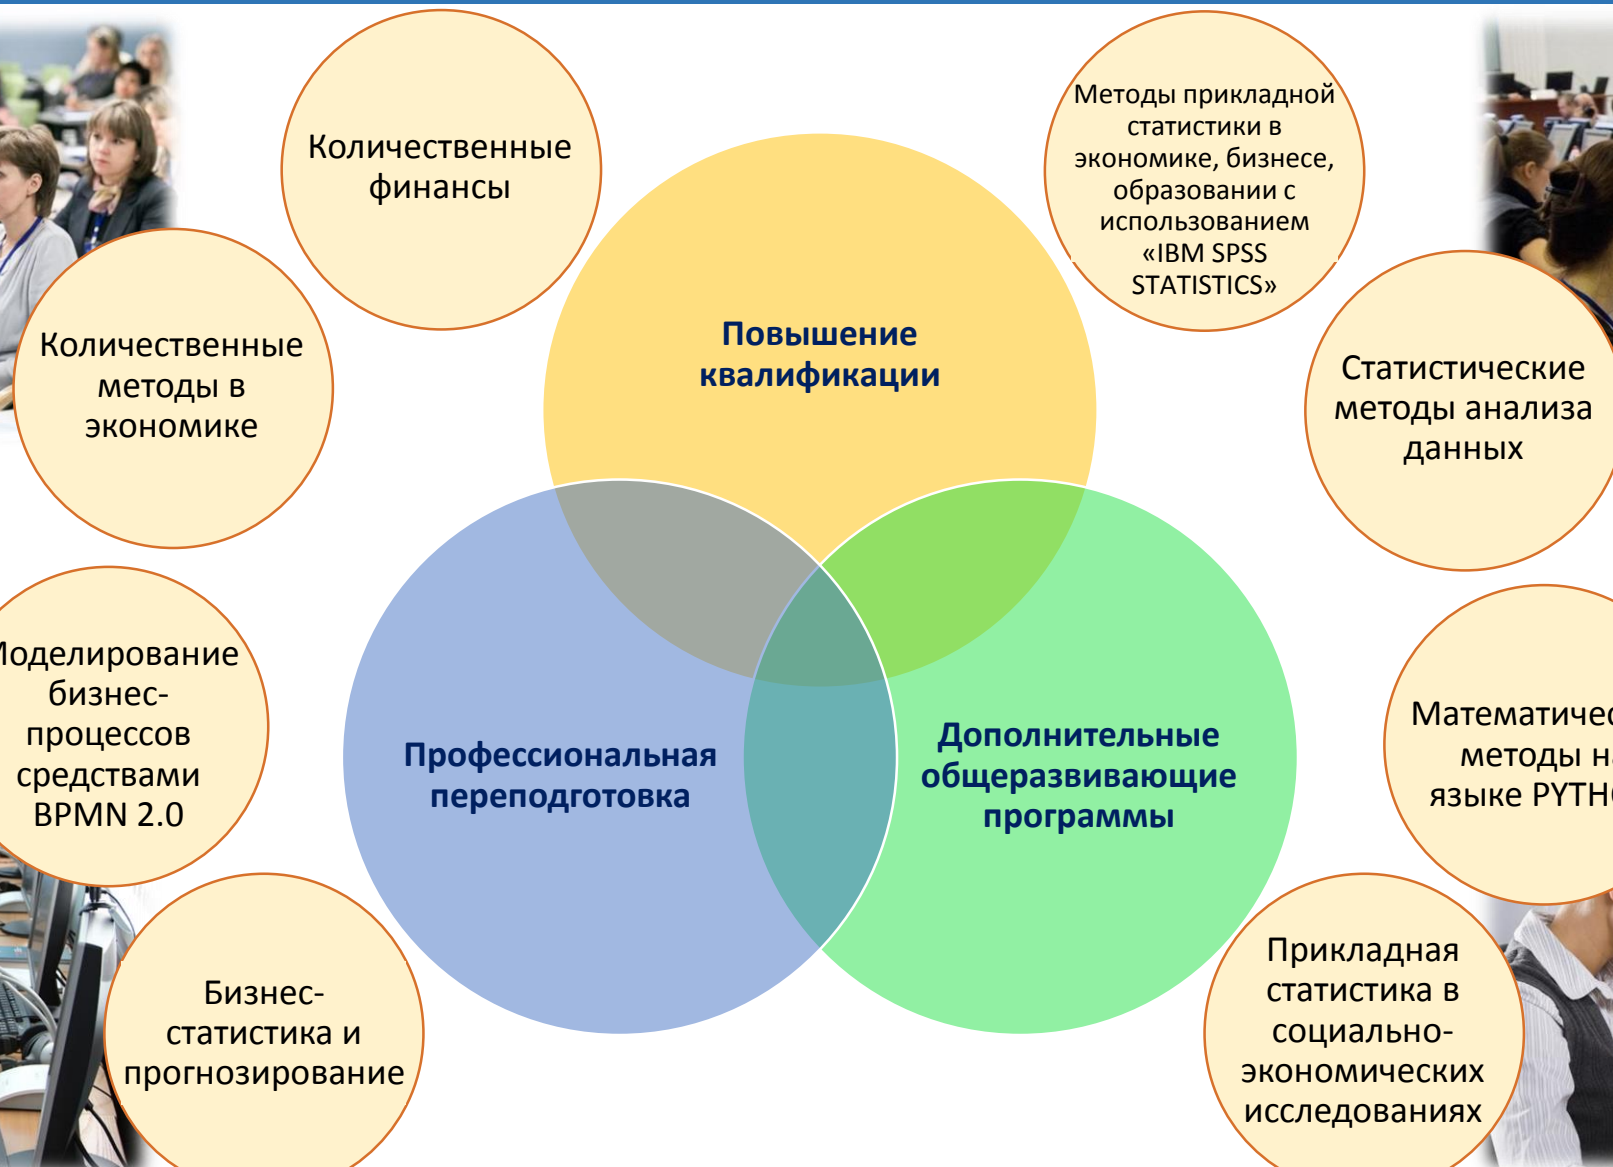 Количественные
финансы
Методы прикладной
статистики в
экономике, бизнесе,
образовании с
использованием
«IBM SPSS
STATISTICS»
Количественные
методы в
экономике
Повышение
квалификации
Статистические
методы анализа
данных
Моделирование
бизнес-
процессов
средствами
BPMN 2.0
Профессиональная
переподготовка
Дополнительные
общеразвивающие
программы
методы
языке
Бизнес-
статистика и
прогнозирование
Прикладная
статистика в
социально-
экономических
исследованиях